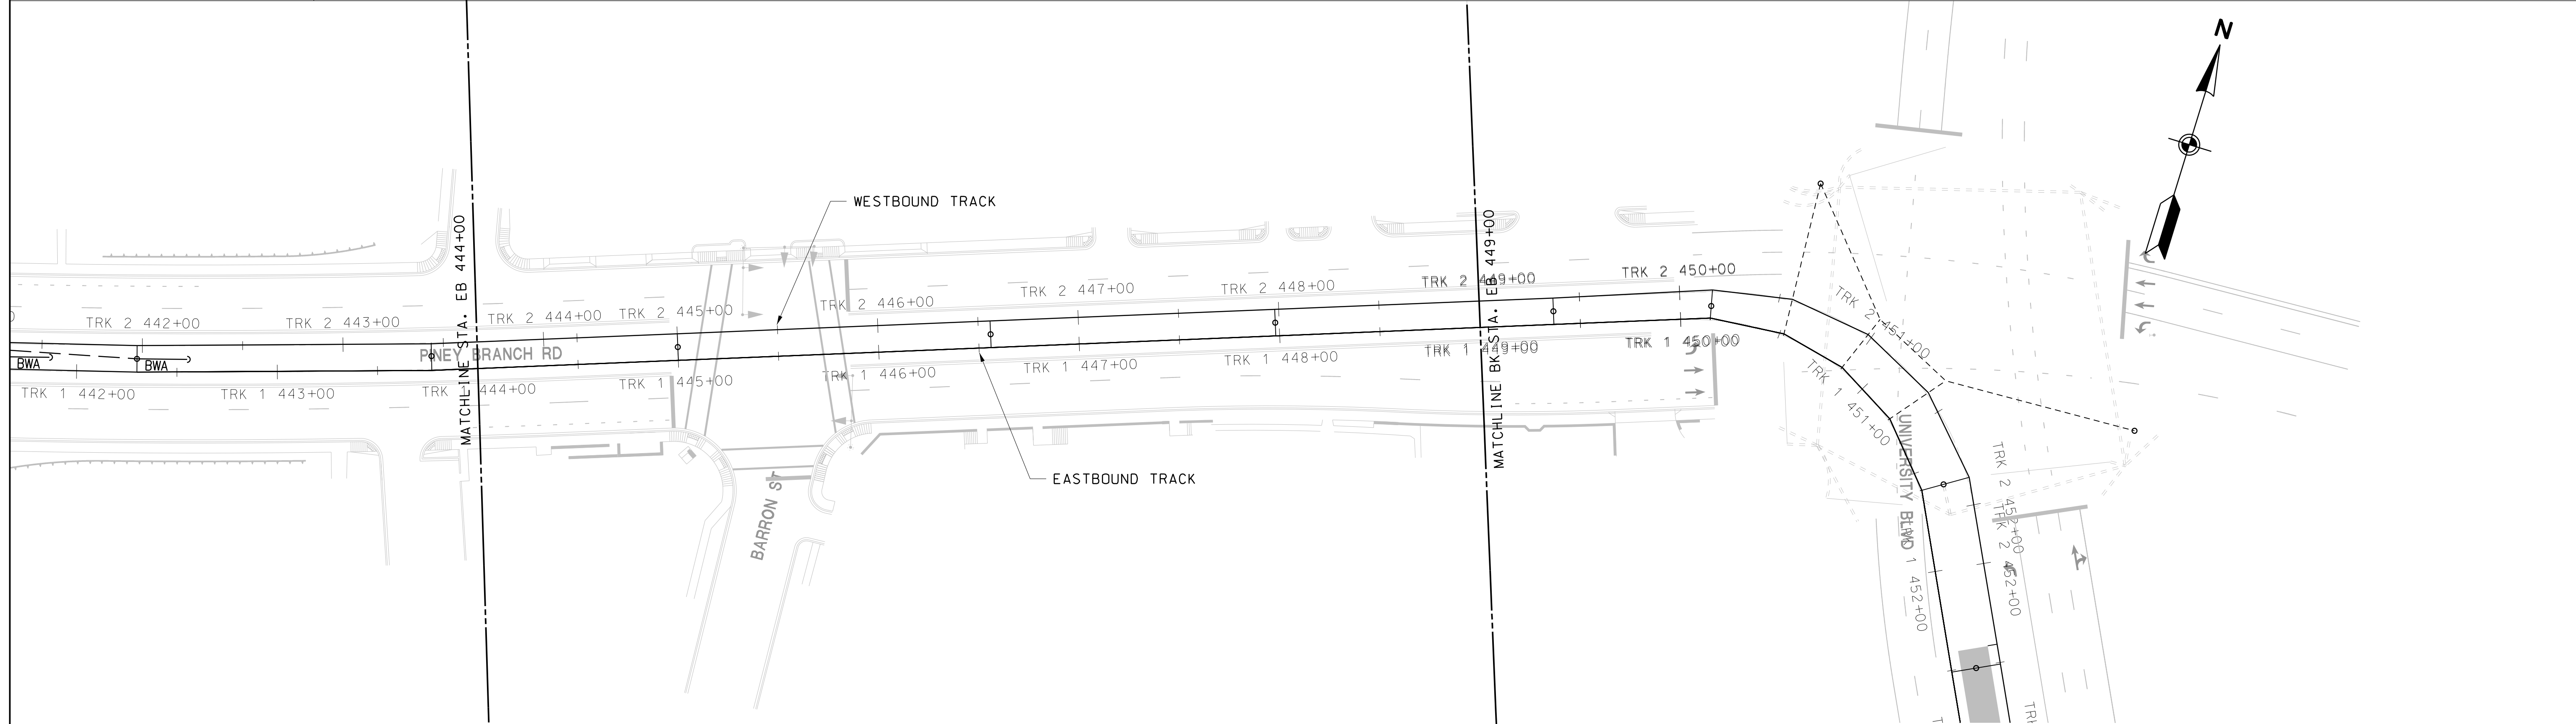 N
WESTBOUND TRACK
MATCHLINE STA. EB 444+00
MATCHLINE BK STA. EB 449+00
TRK 2 442+00
TRK 2 443+00
TRK 2 444+00
TRK 2 445+00
TRK 2 446+00
TRK 2 447+00
TRK 2 448+00
TRK 2 449+00
TRK 2 450+00
TRK 2 451+00
BWA
BWA
PINEY BRANCH RD
TRK 1 442+00
TRK 1 443+00
TRK 1 444+00
TRK 1 445+00
TRK 1 446+00
TRK 1 447+00
TRK 1 448+00
TRK 1 449+00
TRK 1 450+00
TRK 1 451+00
EASTBOUND TRACK
BARRON ST
UNIVERSITY BLVD
TRK 2 452+00
TRK 2 452+00
TRK 1 452+00